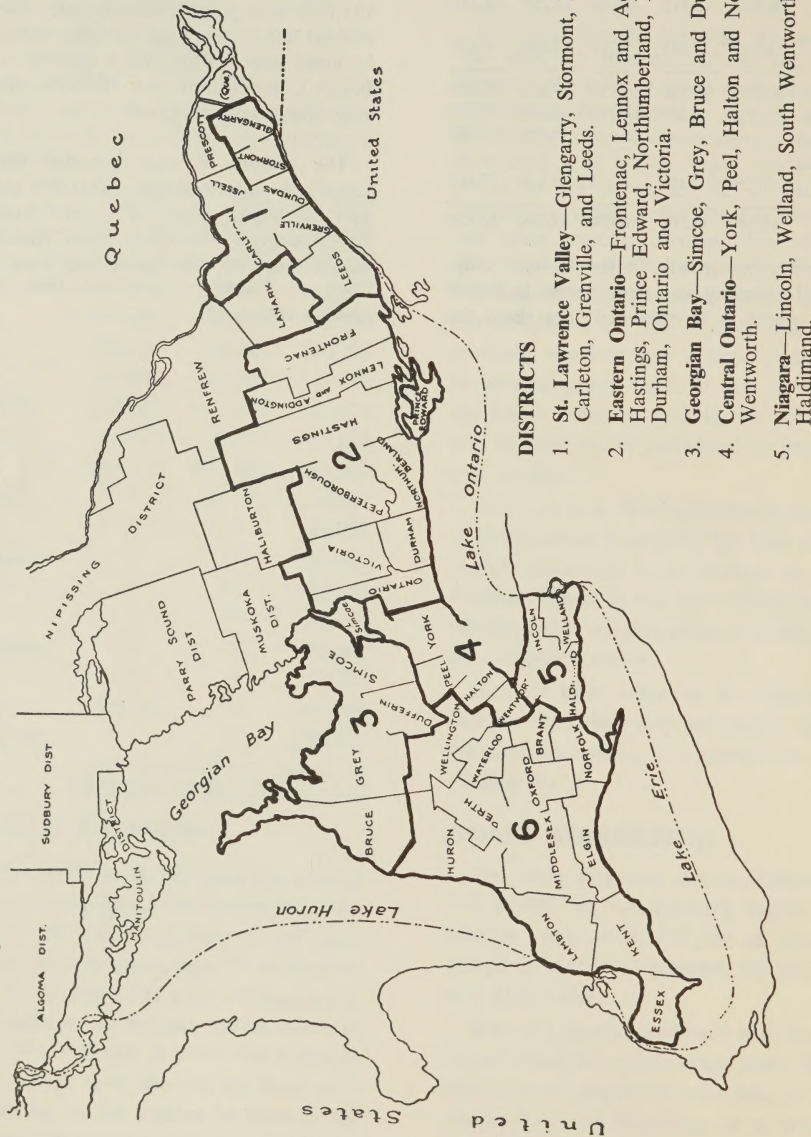 Quebec
(Que)
United States
PRESCOTT
GLENGARRY
STORMONT
DUNDAS
GRENVILLE
LEEDS
LANARK
RENFREW
FRONTENAC
LENNOX AND ADDINGTON
HASTINGS
PRINCE
EDWARD
NORTHUM-
BERLAND
2
PETERBOROUGH
NIPISSING DISTRICT
HALIBURTON
VICTORIA
DURHAM
ONTARIO
PARRY SOUND
DIST
MUSKOKA
DIST.
L.
SIMCOE
SUDBURY DIST
ALGOMA DIST.
MANITOULIN
DISTRICT
Georgian Bay
SIMCOE
3
DUFFERIN
GREY
BRUCE
YORK
PEEL
4
HALTON
Lake Ontario
WELLAND
5
Lake Huron
HURON
WELLINGTON
WATERLOO
PERTH
6
OXFORD
BRANT
NORFOLK
MIDDLESEX
ELGIN
LAMBTON
KENT
ESSEX
Lake Erie
United States
DISTRICTS
1. St. Lawrence Valley—Glengarry, Stormont,
Carleton, Grenville, and Leeds.
2. Eastern Ontario—Frontenac, Lennox and
Hastings, Prince Edward, Northumberland,
Durham, Ontario and Victoria.
3. Georgian Bay—Simcoe, Grey, Bruce and Du
4. Central Ontario—York, Peel, Halton and No
Wentworth.
5. Niagara—Lincoln, Welland, South Wentworth
Haldimand.